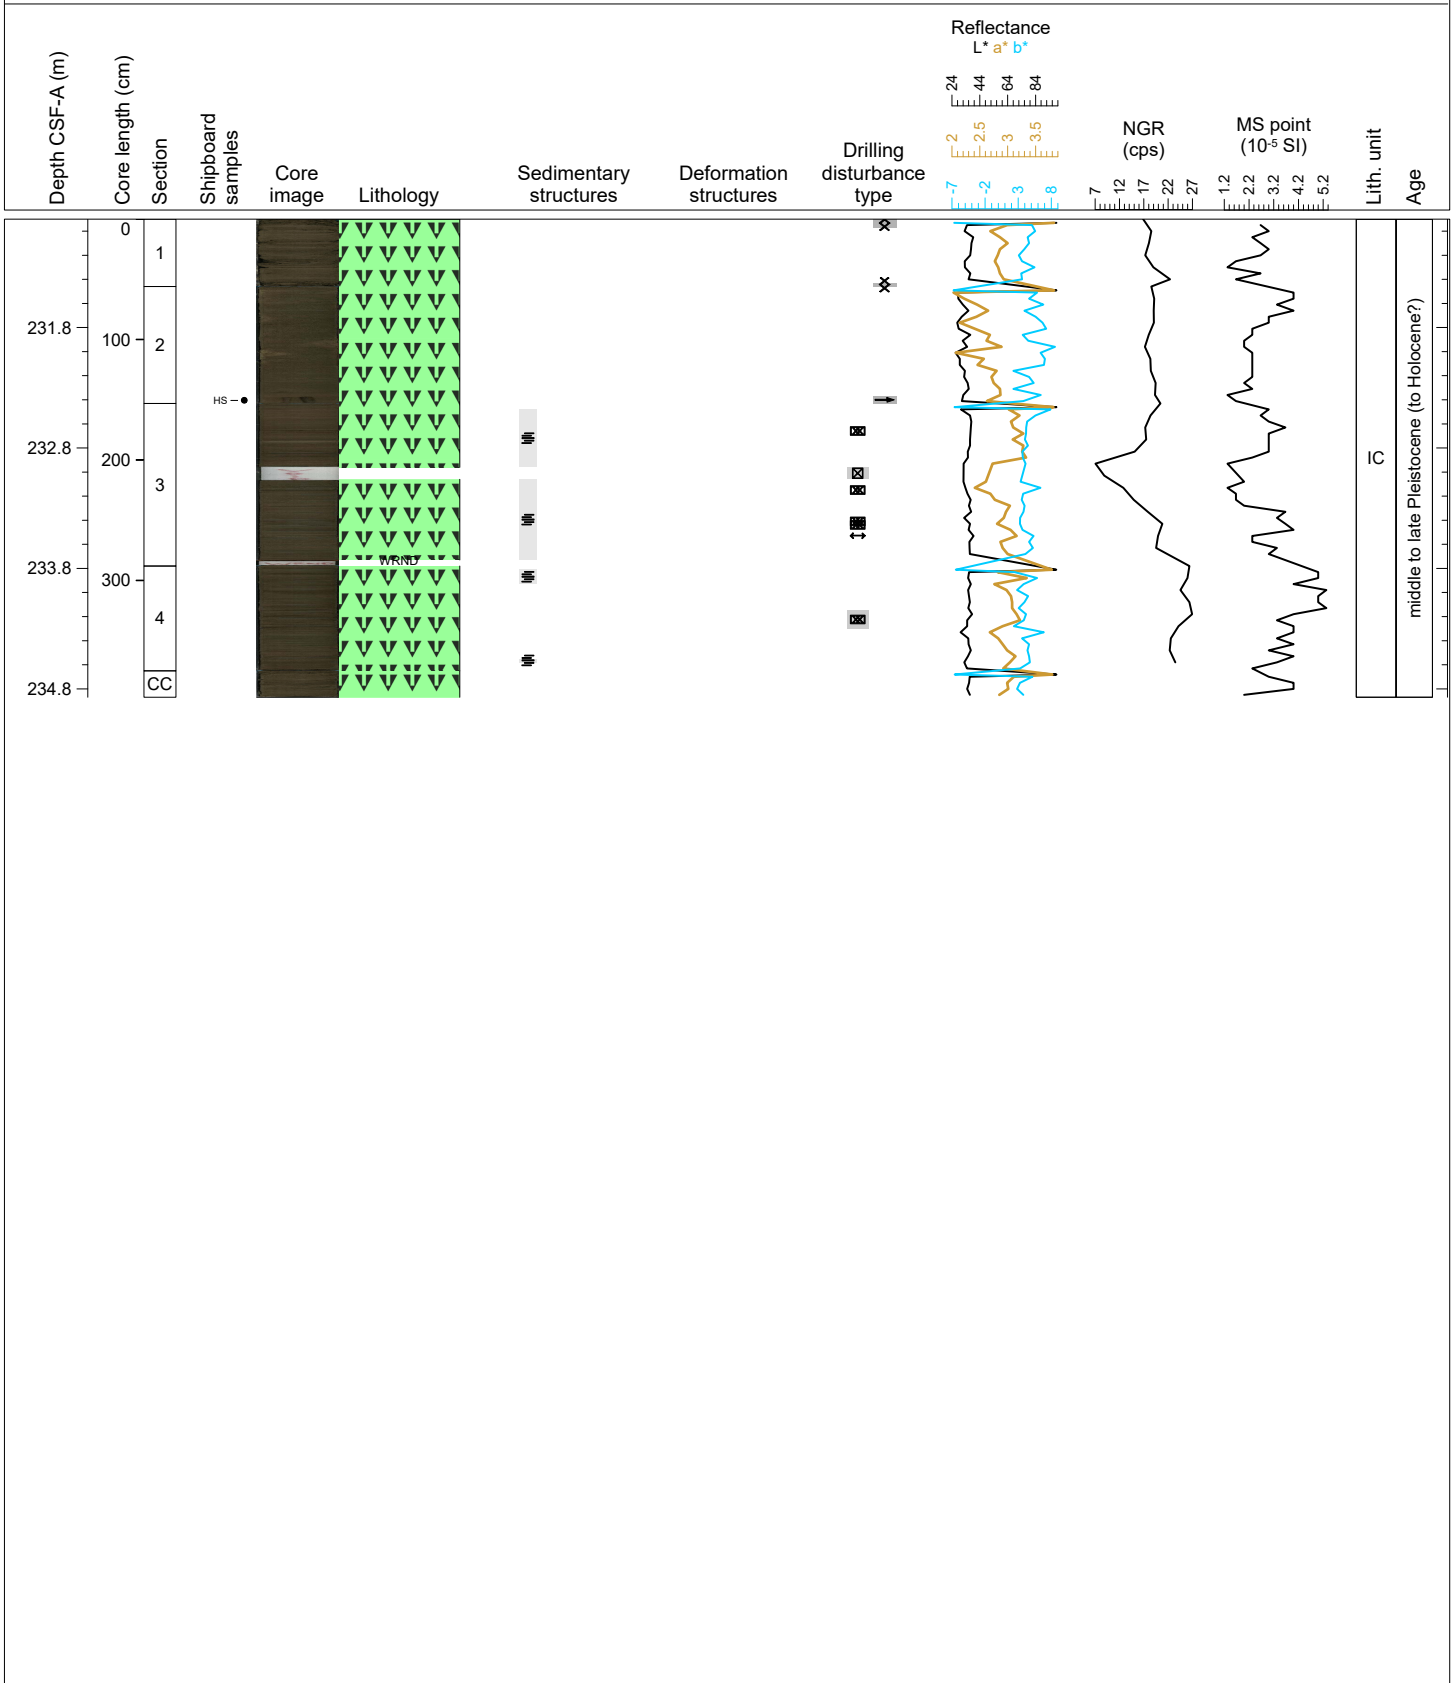 Depth CSF-A (m)
Core length (cm)
Section
Shipboard
samples
Core
image
Lithology
Sedimentary
structures
Deformation
structures
Drilling
disturbance
type
Reflectance
L* a* b*
24 44 64 84
2 2.5 3 3.5
-7 -2 3 8
NGR
(cps)
7 12 17 22 27
MS point
(10-5 SI)
1.2 2.2 3.2 4.2 5.2
Lith. unit
Age
231.8
232.8
233.8
234.8
0
100
200
300
1
2
3
4
CC
HS
WRND
IC
middle to late Pleistocene (to Holocene?)